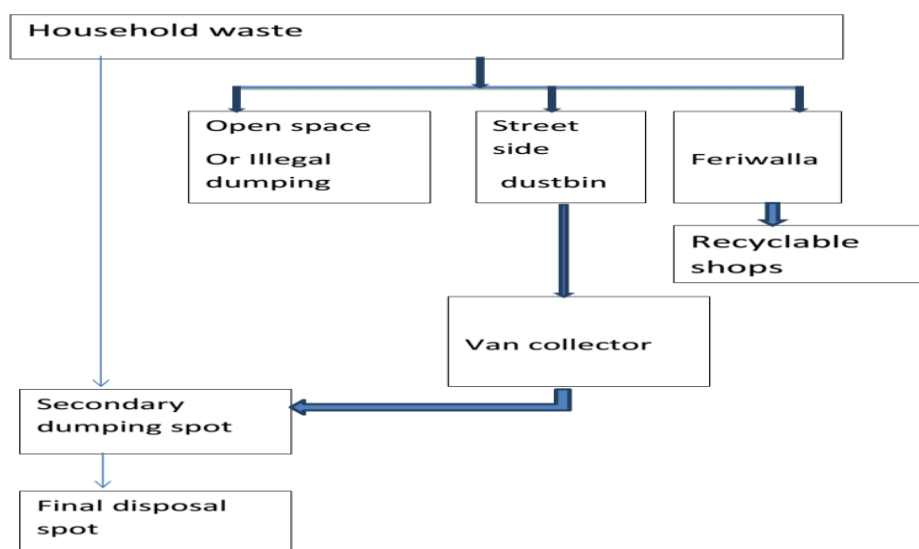 Household waste
Open space
Or Illegal
dumping
Street
side
dustbin
Feriwalla
Recyclable
shops
Van collector
Secondary
dumping spot
Final disposal
spot